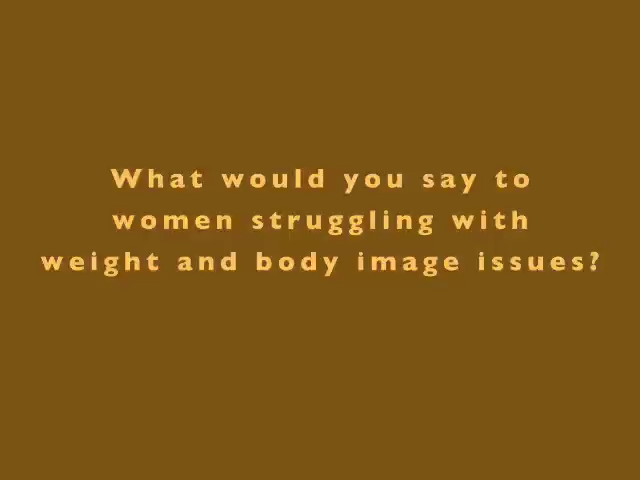 What would you say to
women struggling with
weight and body image issues?